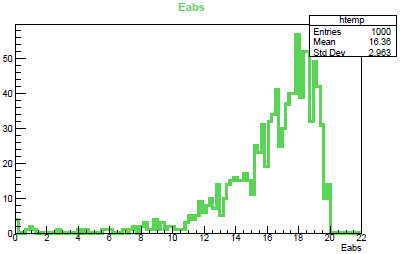 Eabs
htemp
Entries 1000
Mean 16.36
Std Dev 2.963
50
40
30
20
10
0
0 2 4 6 8 10 12 14 16 18 20 22
Eabs